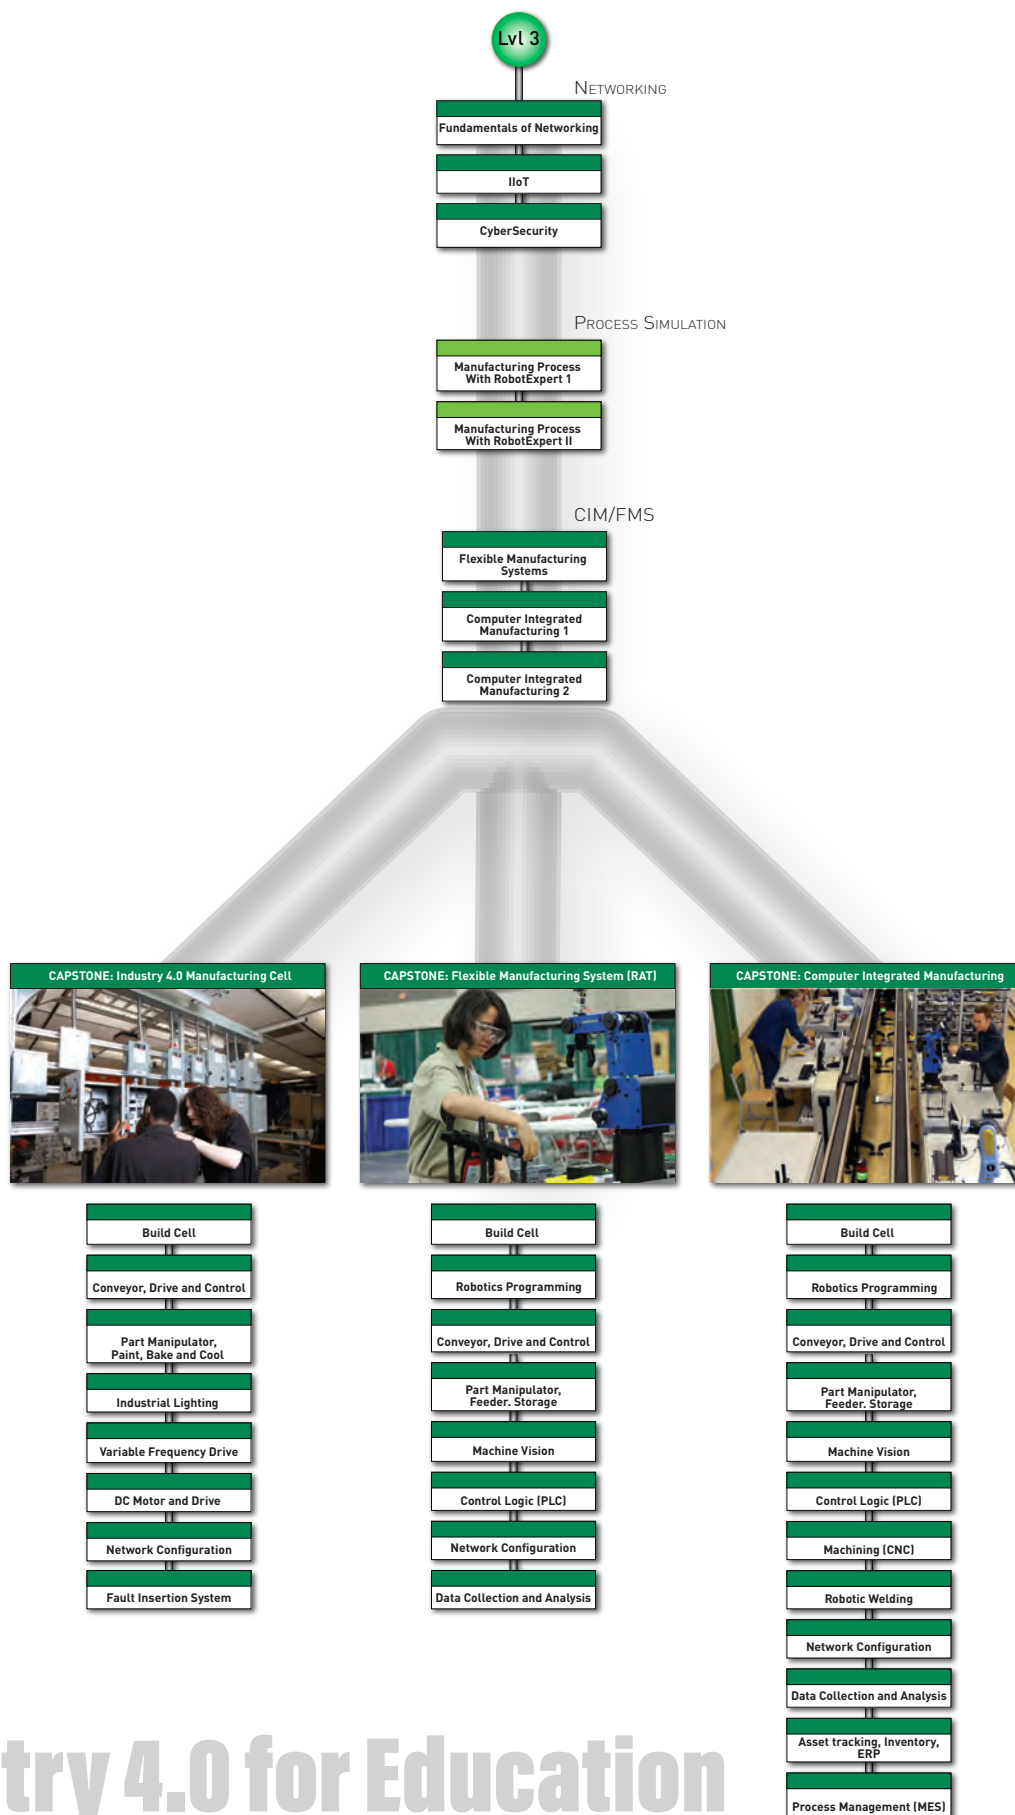 Lvl 3
NETWORKING
Fundamentals of Networking
IIoT
CyberSecurity
PROCESS SIMULATION
Manufacturing Process
With RobotExpert 1
Manufacturing Process
With RobotExpert II
CIM/FMS
Flexible Manufacturing
Systems
Computer Integrated
Manufacturing 1
Computer Integrated
Manufacturing 2
CAPSTONE: Industry 4.0 Manufacturing Cell
Build Cell
Conveyor, Drive and Control
Part Manipulator,
Paint, Bake and Cool
Industrial Lighting
Variable Frequency Drive
DC Motor and Drive
Network Configuration
Fault Insertion System
CAPSTONE: Flexible Manufacturing System (RAT)
Build Cell
Robotics Programming
Conveyor, Drive and Control
Part Manipulator,
Feeder. Storage
Machine Vision
Control Logic (PLC)
Network Configuration
Data Collection and Analysis
CAPSTONE: Computer Integrated Manufacturing
Build Cell
Robotics Programming
Conveyor, Drive and Control
Part Manipulator,
Feeder. Storage
Machine Vision
Control Logic (PLC)
Machining (CNC)
Robotic Welding
Network Configuration
Data Collection and Analysis
Asset tracking, Inventory,
ERP
Process Management (MES)
try 4.0 for Education